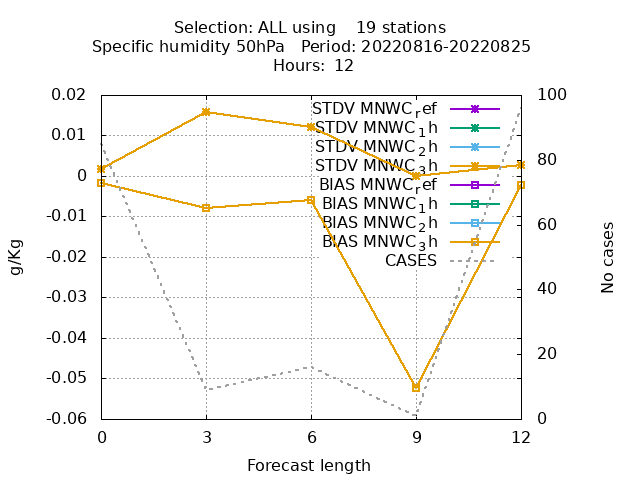 Selection: ALL using    19 stations
Specific humidity 50hPa   Period: 20220816-20220825
Hours:  12
0.02
0.01
0
-0.01
-0.02
-0.03
-0.04
-0.05
-0.06
g/Kg
100
80
60
40
20
0
No cases
STDV MNWC_ref
STDV MNWC_1h
STDV MNWC_2h
STDV MNWC_3h
BIAS MNWC_ref
BIAS MNWC_1h
BIAS MNWC_2h
BIAS MNWC_3h
CASES
0 3 6 9 12
Forecast length